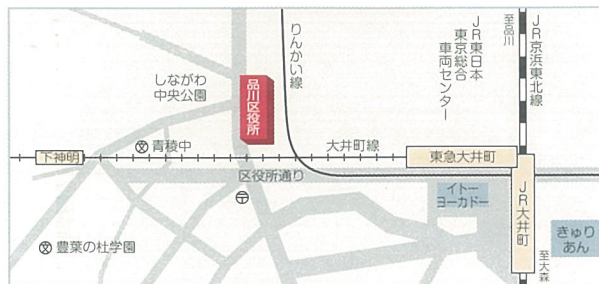 りんかい線
至品川
JR東日本
東京総合
車両センター
JR京浜東北線
しながわ
中央公園
品川区役所
下神明
青稜中
大井町線
東急大井町
区役所通り
イトー
ヨーカドー
JR大井町
きゅり
あん
豊葉の杜学園
至大森